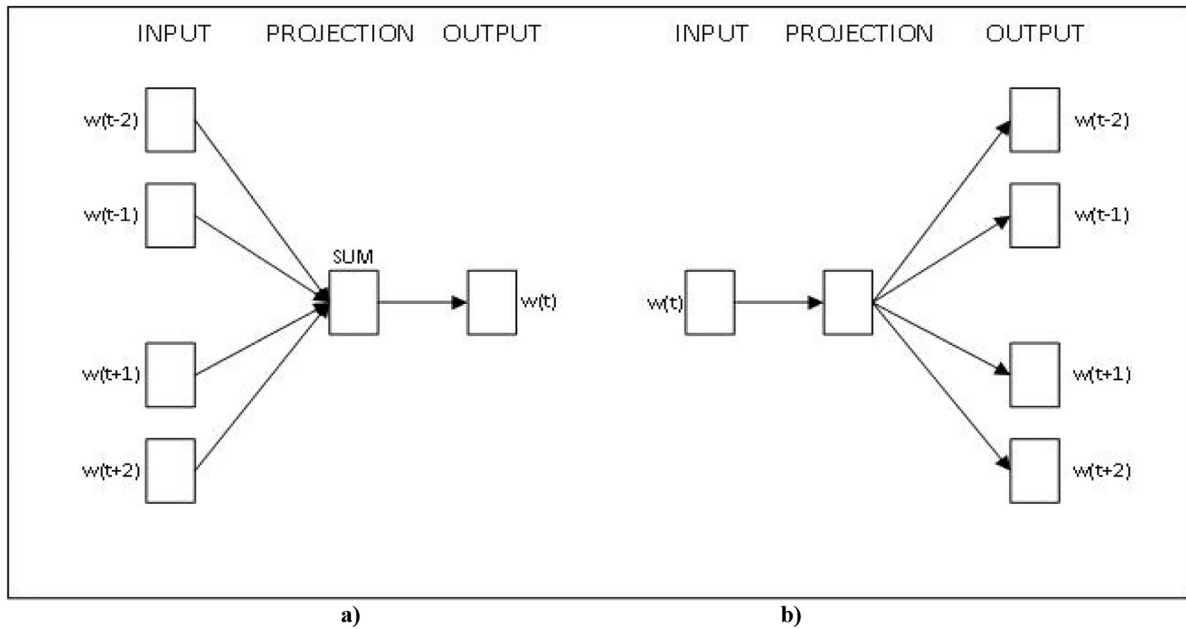 INPUT PROJECTION OUTPUT
w(t-2)
w(t-1)
SUM
w(t)
w(t+1)
w(t+2)
a)
INPUT PROJECTION OUTPUT
w(t-2)
w(t-1)
w(t)
w(t+1)
w(t+2)
b)